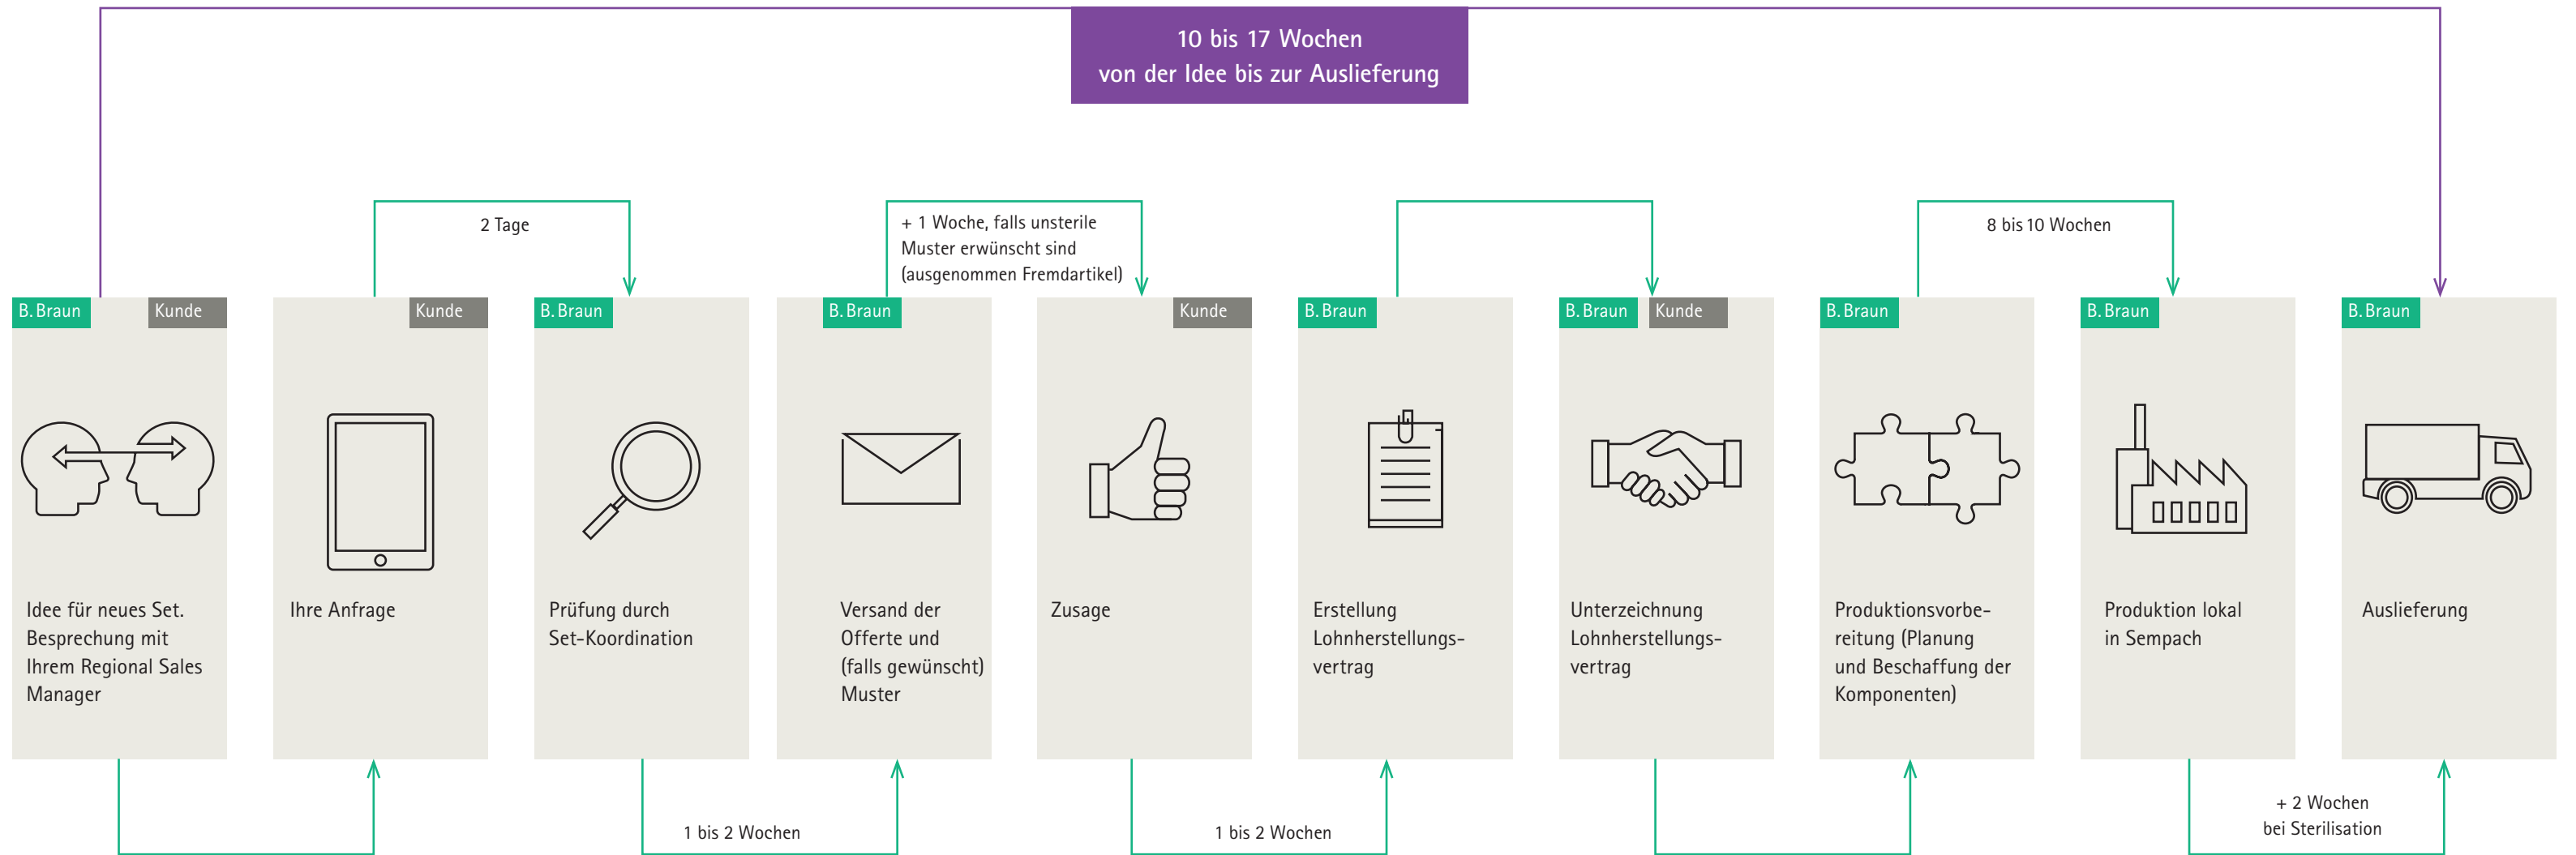 10 bis 17 Wochen
von der Idee bis zur Auslieferung
2 Tage
+ 1 Woche, falls unsterile
Muster erwünscht sind
(ausgenommen Fremdartikel)
8 bis 10 Wochen
B. Braun
Kunde
Idee für neues Set.
Besprechung mit
Ihrem Regional Sales
Manager
Kunde
Ihre Anfrage
B. Braun
Prüfung durch
Set-Koordination
B. Braun
Versand der
Offerte und
(falls gewünscht)
Muster
Kunde
Zusage
B. Braun
Erstellung
Lohnherstellungs-
vertrag
B. Braun
Kunde
Unterzeichnung
Lohnherstellungs-
vertrag
B. Braun
Produktionsvorbe-
reitung (Planung
und Beschaffung der
Komponenten)
B. Braun
Produktion lokal
in Sempach
B. Braun
Auslieferung
1 bis 2 Wochen
1 bis 2 Wochen
+ 2 Wochen
bei Sterilisation